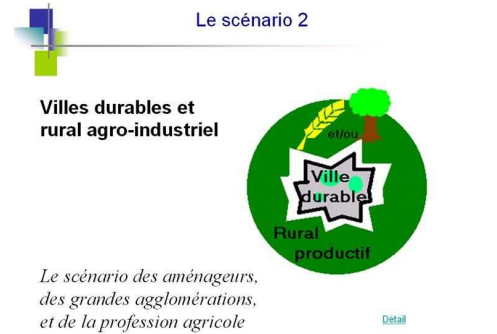 Le scénario 2
Villes durables et
rural agro-industriel
et/ou
Ville
durable
Rural
productif
Le scénario des aménageurs,
des grandes agglomérations,
et de la profession agricole
Détail